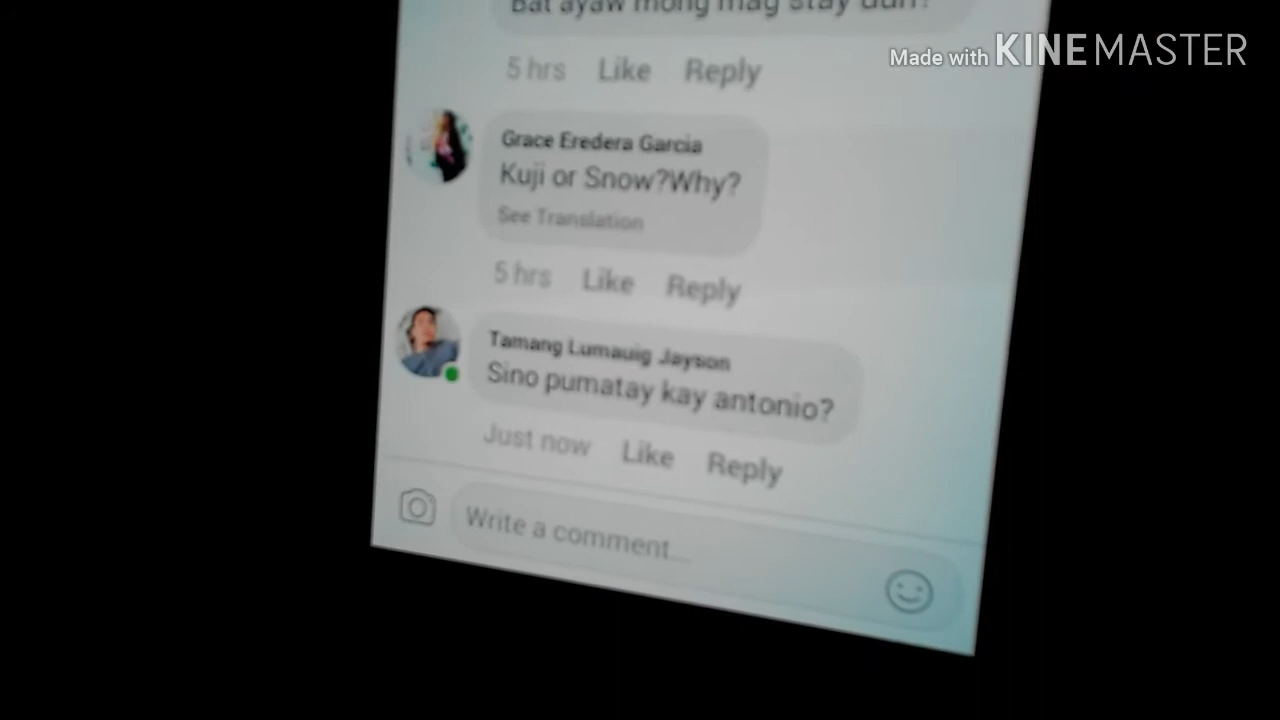 Bat ayaw mong mag stay dun?
Made with KINEMASTER
5 hrs Like Reply
Grace Eredera Garcia
Kuji or Snow?Why?
See Translation
5 hrs Like Reply
Tamang Lumauig Jayson
Sino pumatay kay antonio?
Just now Like Reply
Write a comment...